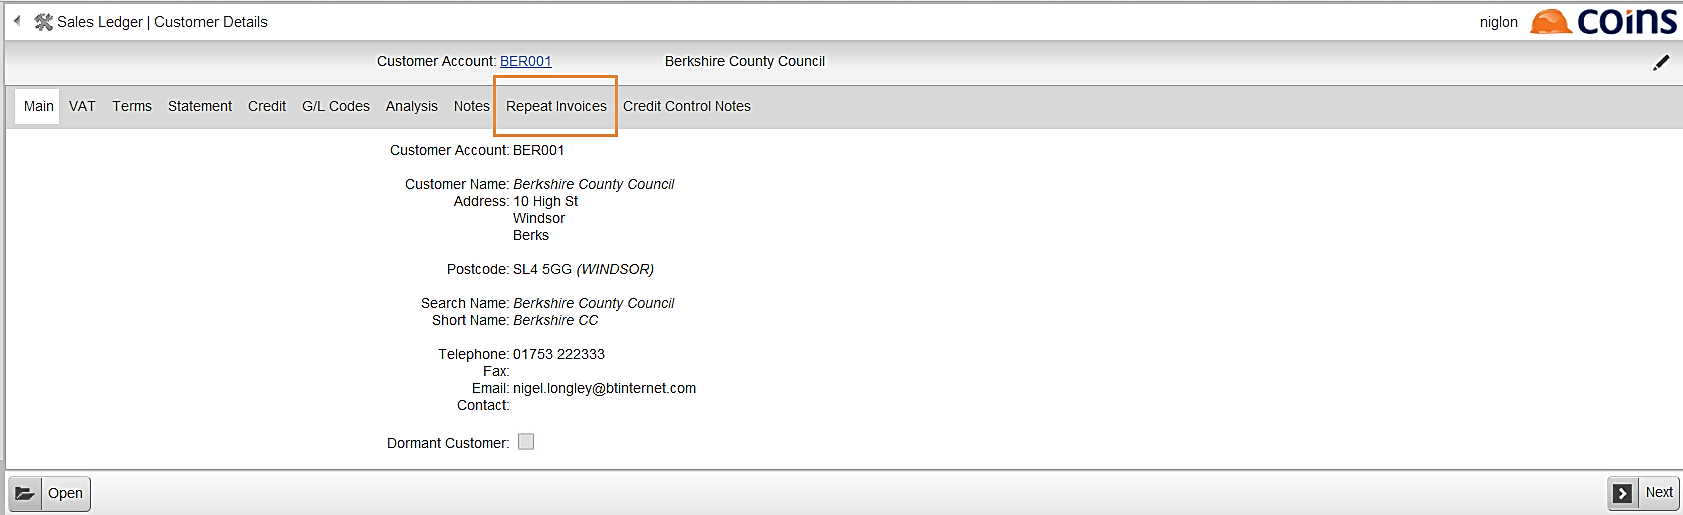 Sales Ledger | Customer Details
niglon
coins
Customer Account: BER001 Berkshire County Council
Main VAT Terms Statement Credit G/L Codes Analysis Notes Repeat Invoices Credit Control Notes
Customer Account: BER001
Customer Name: Berkshire County Council
Address: 10 High St
Windsor
Berks
Postcode: SL4 5GG (WINDSOR)
Search Name: Berkshire County Council
Short Name: Berkshire CC
Telephone: 01753 222333
Fax:
Email: nigel.longley@btinternet.com
Contact:
Dormant Customer:
Open Next